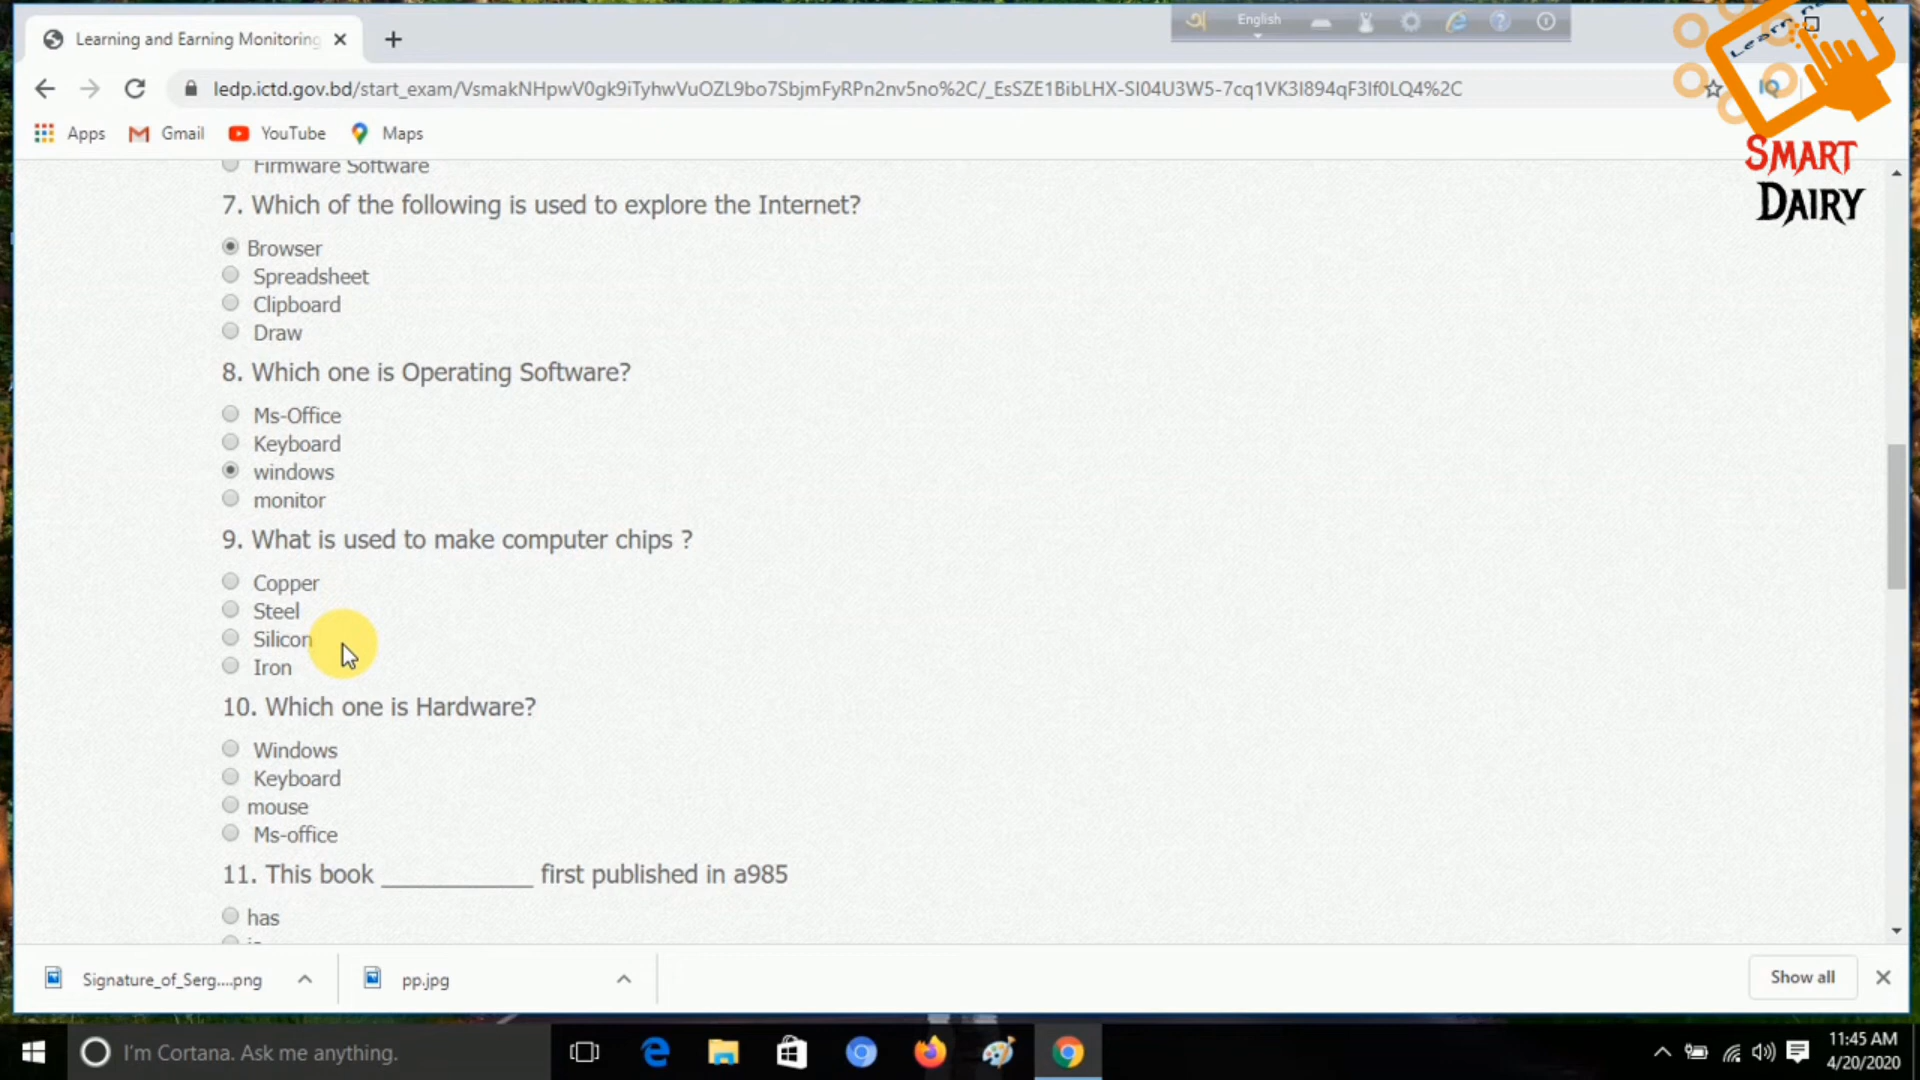 Learning and Earning Monitoring
English
ledp.ictd.gov.bd/start_exam/VsmakNHpwV0gk9iTyhwVuOZL9bo7SbjmFyRPn2nv5no%2C/_EsSZE1BibLHX-SI04U3W5-7cq1VK3I894qF3If0LQ4%2C
Apps Gmail YouTube Maps
SMART
DAIRY
Firmware Software
7. Which of the following is used to explore the Internet?
Browser
Spreadsheet
Clipboard
Draw
8. Which one is Operating Software?
Ms-Office
Keyboard
windows
monitor
9. What is used to make computer chips ?
Copper
Steel
Silicon
Iron
10. Which one is Hardware?
Windows
Keyboard
mouse
Ms-office
11. This book ____________ first published in a985
has
Signature_of_Serg....png pp.jpg Show all
I'm Cortana. Ask me anything.
11:45 AM
4/20/2020